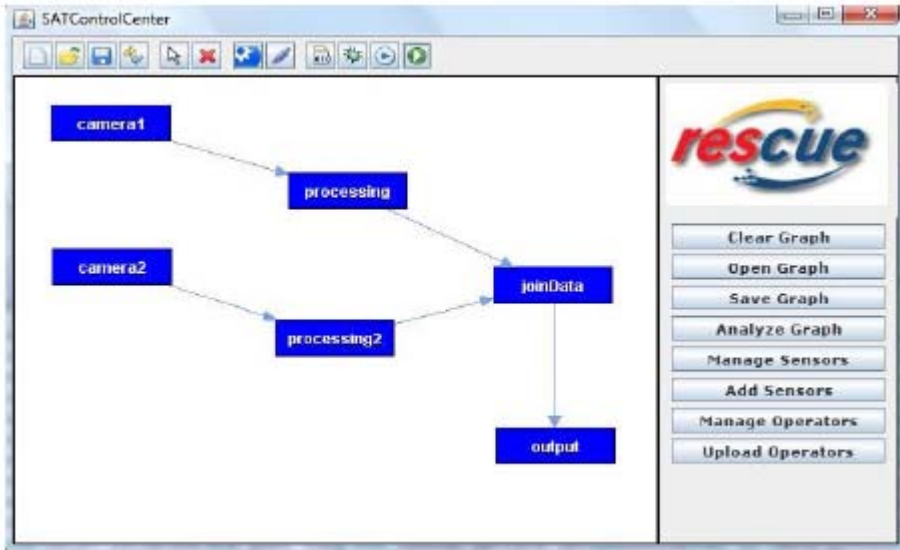 SATControlCenter
camera1
processing
camera2
joinData
processing2
output
rescue
Clear Graph
Open Graph
Save Graph
Analyze Graph
Manage Sensors
Add Sensors
Manage Operators
Upload Operators